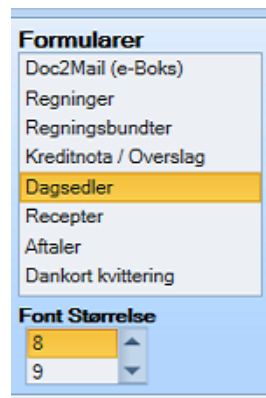 Formularer
Doc2Mail (e-Boks)
Regninger
Regningsbundter
Kreditnota / Overslag
Dagsedler
Recepter
Aftaler
Dankort kvittering
Font Størrelse
8
9